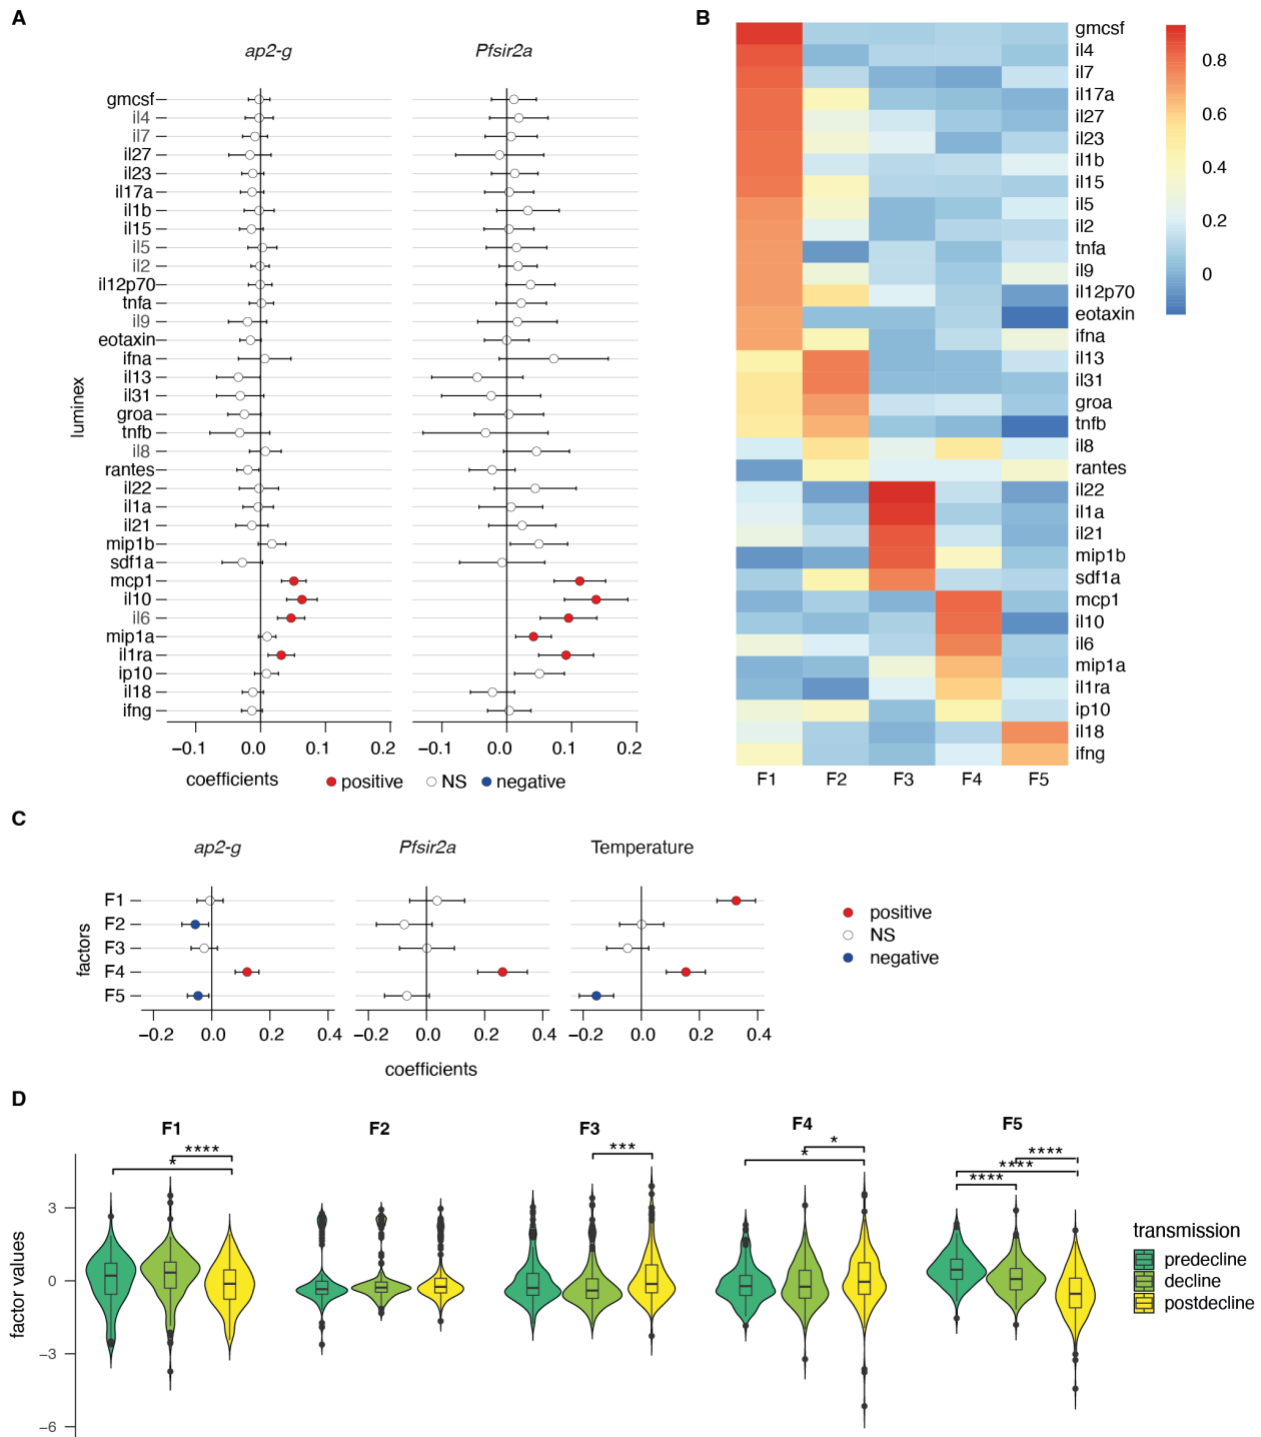 A
ap2-g
Pfsir2a
luminex
gmcsf
il4
il7
il27
il23
il17a
il1b
il15
il5
il2
il12p70
tnfa
il9
eotaxin
ifna
il13
il31
groa
tnfb
il8
rantes
il22
il1a
il21
mip1b
sdf1a
mcp1
il10
il6
mip1a
il1ra
ip10
il18
ifng
−0.1 0.0 0.1 0.2
−0.1 0.0 0.1 0.2
coefficients
positive NS negative
B
gmcsf
il4
il7
il17a
il27
il23
il1b
il15
il5
il2
tnfa
il9
il12p70
eotaxin
ifna
il13
il31
groa
tnfb
il8
rantes
il22
il1a
il21
mip1b
sdf1a
mcp1
il10
il6
mip1a
il1ra
ip10
il18
ifng
F1 F2 F3 F4 F5
0.8
0.6
0.4
0.2
0
C
ap2-g
Pfsir2a
Temperature
factors
F1
F2
F3
F4
F5
−0.2 0.0 0.2 0.4
−0.2 0.0 0.2 0.4
−0.2 0.0 0.2 0.4
coefficients
positive
NS
negative
D
F1
F2
F3
F4
F5
****
*
***
*
*
****
****
****
factor values
3
0
−3
−6
transmission
predecline
decline
postdecline